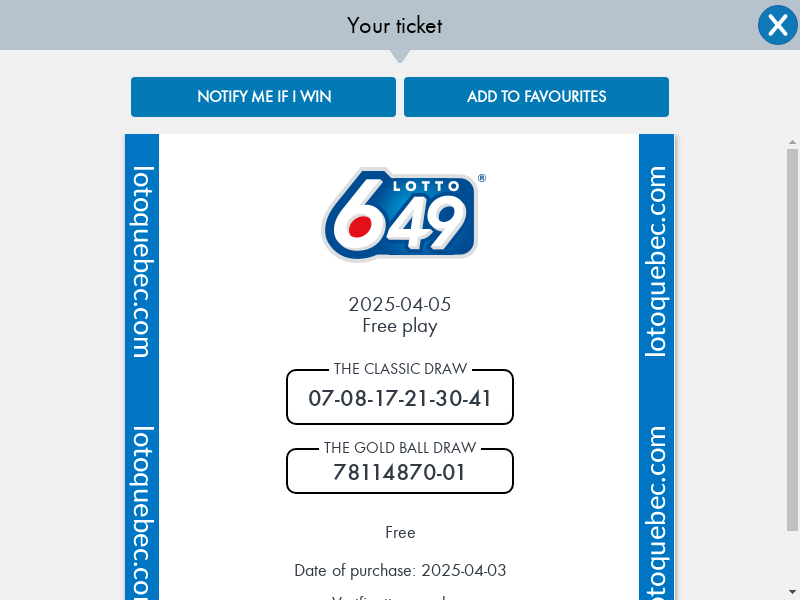 Your ticket
NOTIFY ME IF I WIN
ADD TO FAVOURITES
lotoquebec.com
lotoquebec.com
LOTTO
649
®
2025-04-05
Free play
THE CLASSIC DRAW
07-08-17-21-30-41
THE GOLD BALL DRAW
78114870-01
lotoquebec.co
lotoquebec.com
Free
Date of purchase: 2025-04-03